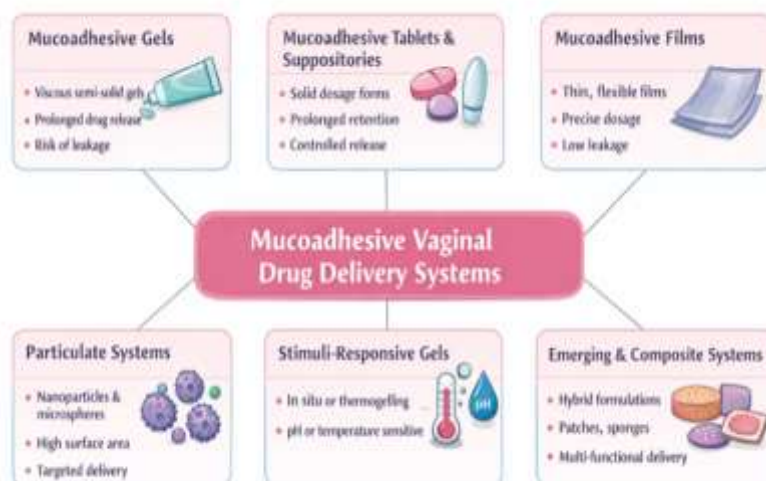 Mucoadhesive Gels
• Viscous semi-solid gels
• Prolonged drug release
• Risk of leakage
Mucoadhesive Tablets &
Suppositories
• Solid dosage forms
• Prolonged retention
• Controlled release
Mucoadhesive Films
• Thin, flexible films
• Precise dosage
• Low leakage
Mucoadhesive Vaginal
Drug Delivery Systems
Particulate Systems
• Nanoparticles &
microspheres
• High surface area
• Targeted delivery
Stimuli-Responsive Gels
• In situ or thermogelling
• pH or temperature sensitive
pH
Emerging & Composite Systems
• Hybrid formulations
• Patches, sponges
• Multi-functional delivery